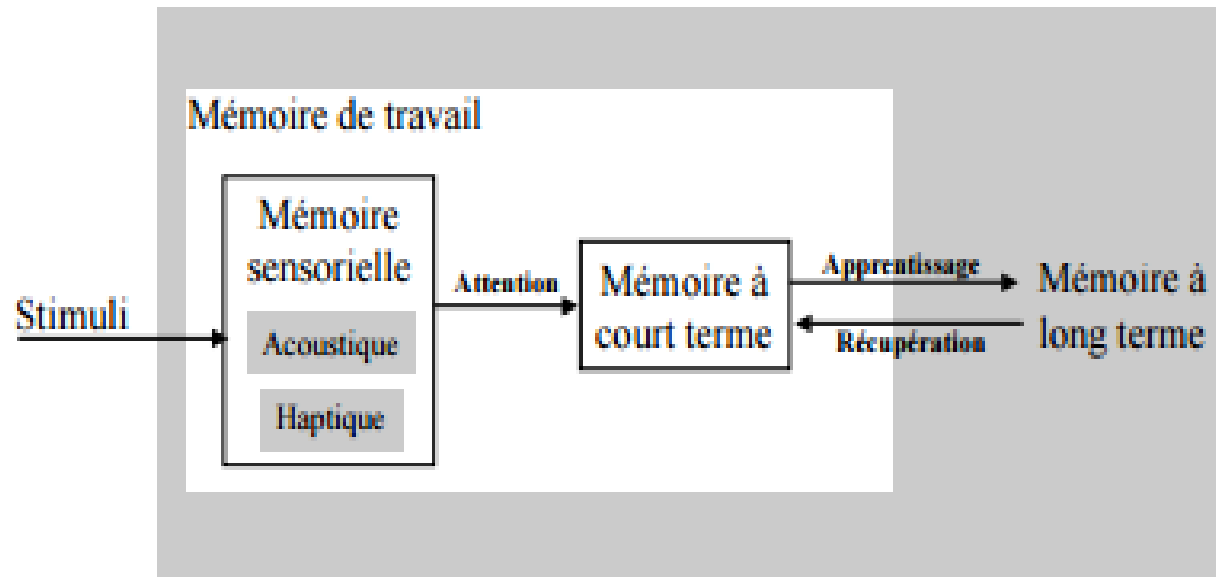 Mémoire de travail
Mémoire
sensorielle
Acoustique
Haptique
Stimuli
Attention
Mémoire à
court terme
Apprentissage
Récupération
Mémoire à
long terme